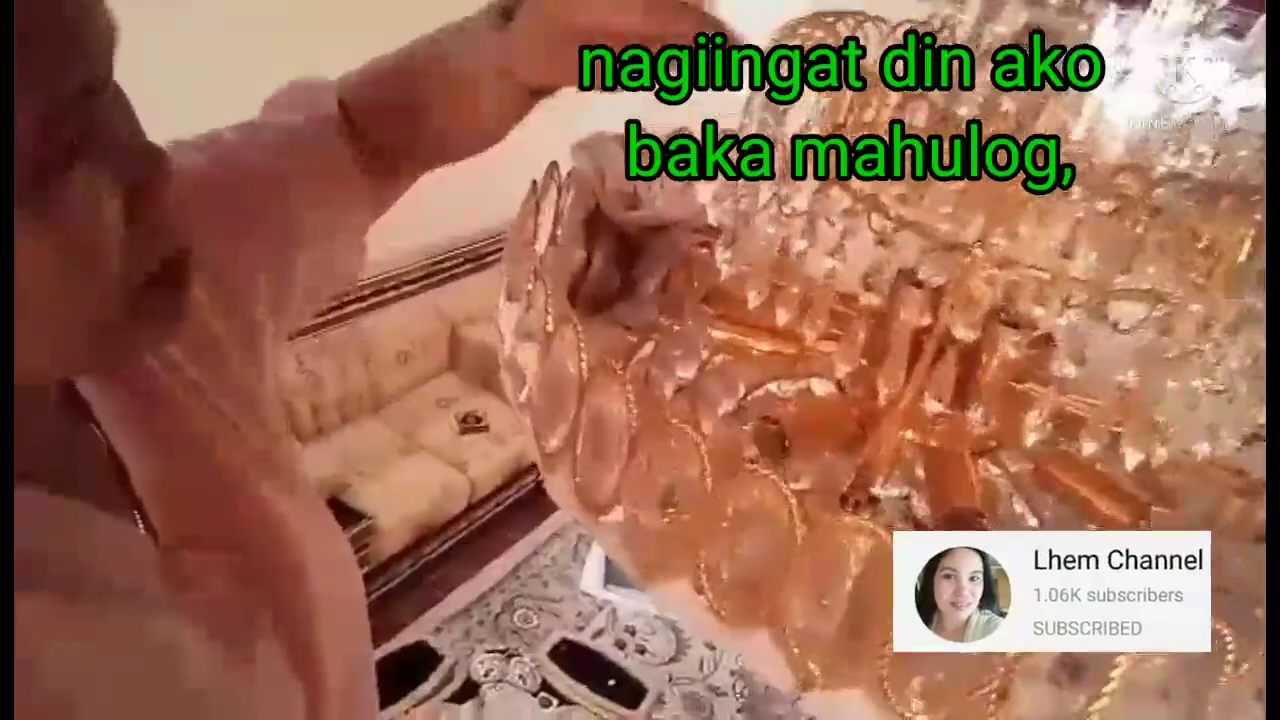 nagiingat din ako
baka mahulog,
Lhem Channel
1.06K subscribers
SUBSCRIBED